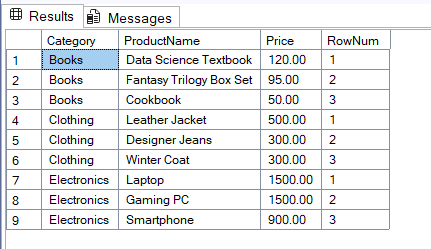 Results Messages
Category ProductName Price RowNum
1 Books Data Science Textbook 120.00 1
2 Books Fantasy Trilogy Box Set 95.00 2
3 Books Cookbook 50.00 3
4 Clothing Leather Jacket 500.00 1
5 Clothing Designer Jeans 300.00 2
6 Clothing Winter Coat 300.00 3
7 Electronics Laptop 1500.00 1
8 Electronics Gaming PC 1500.00 2
9 Electronics Smartphone 900.00 3